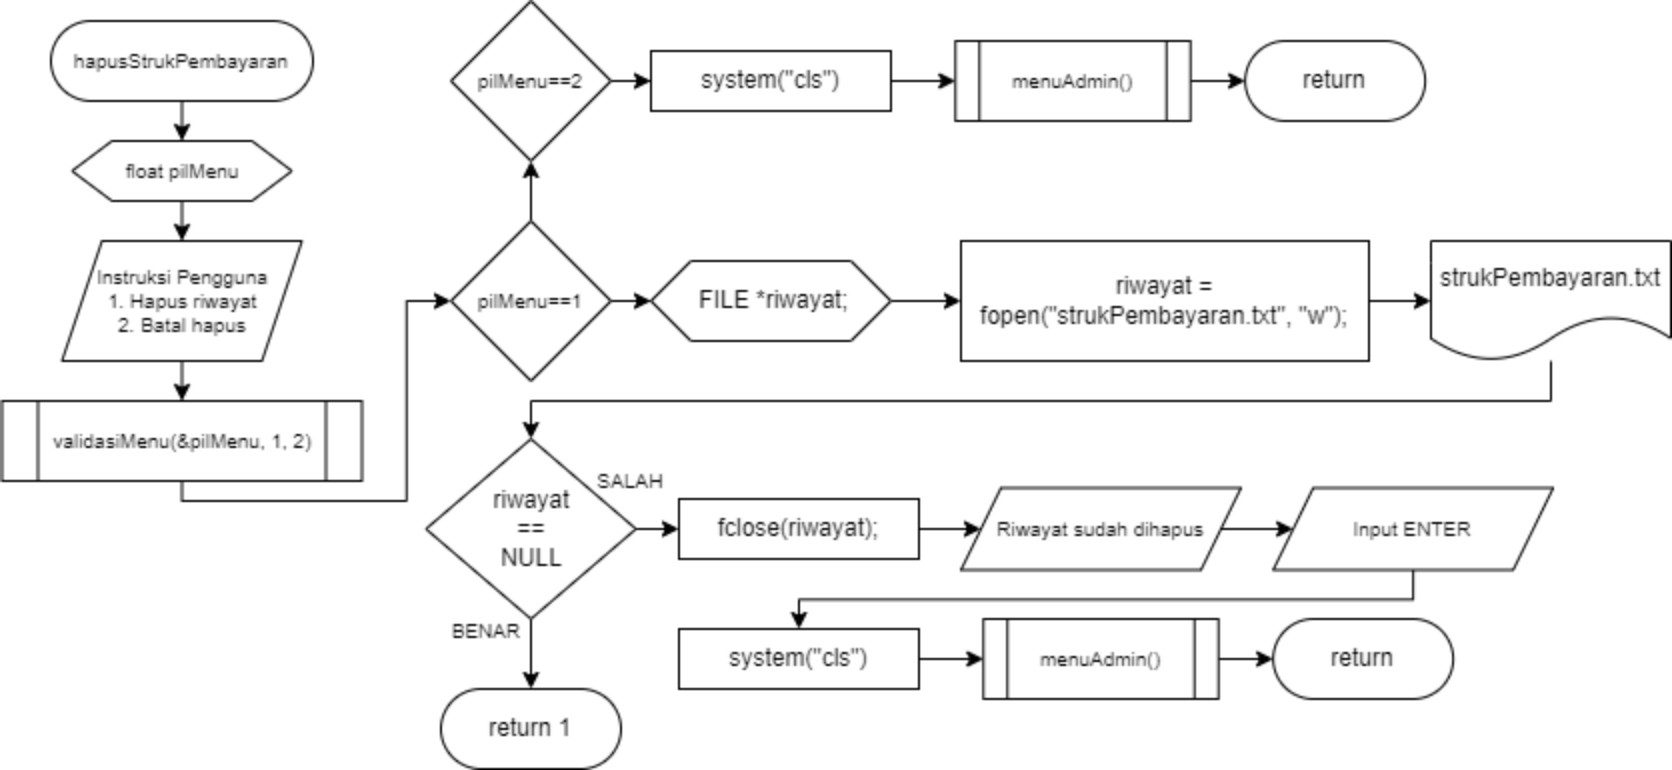 hapusStrukPembayaran
float pilMenu
Instruksi Pengguna
1. Hapus riwayat
2. Batal hapus
validasiMenu(&pilMenu, 1, 2)
pilMenu==2
system("cls")
menuAdmin()
return
pilMenu==1
FILE *riwayat;
riwayat =
fopen("strukPembayaran.txt", "w");
strukPembayaran.txt
riwayat
==
NULL
SALAH
BENAR
fclose(riwayat);
Riwayat sudah dihapus
Input ENTER
system("cls")
menuAdmin()
return
return 1